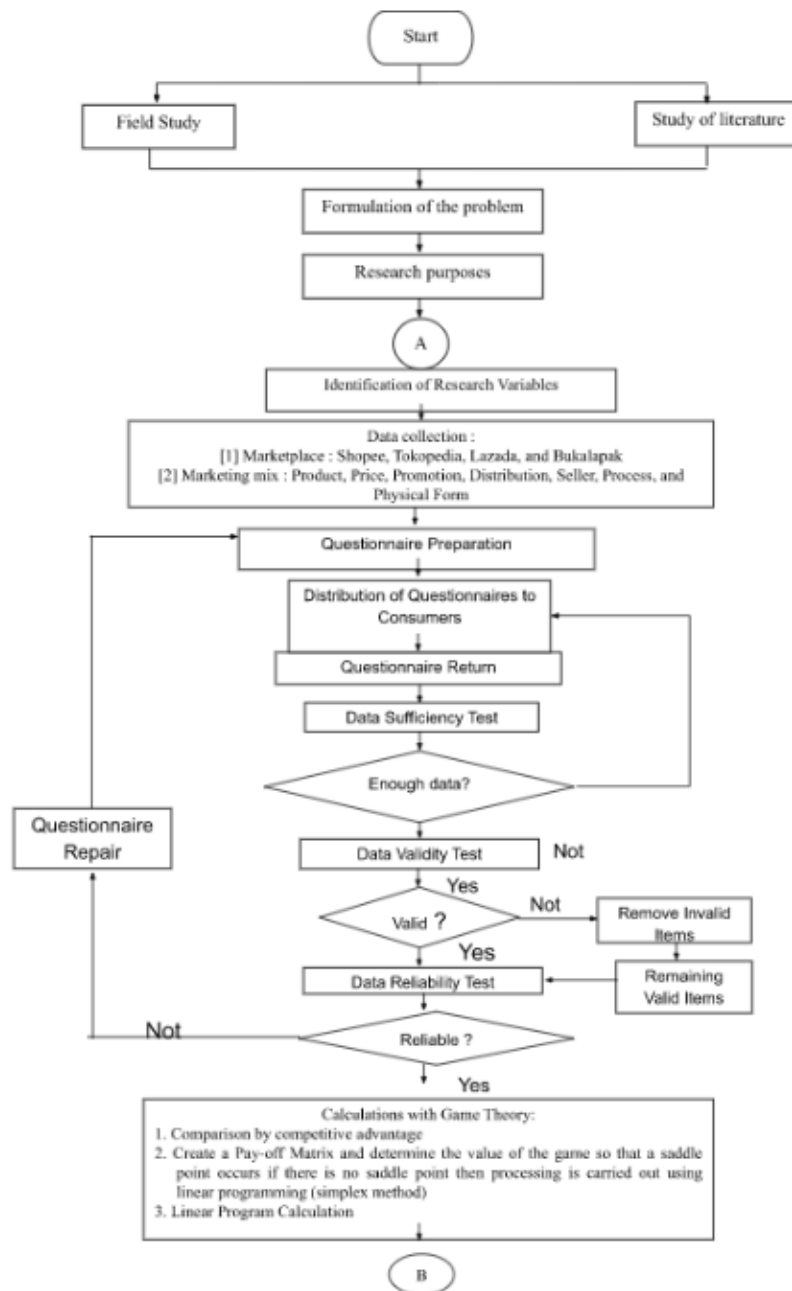 Start
Field Study
Study of literature
Formulation of the problem
Research purposes
A
Identification of Research Variables
Data collection :
[1] Marketplace : Shopee, Tokopedia, Lazada, and Bukalapak
[2] Marketing mix : Product, Price, Promotion, Distribution, Seller, Process, and
Physical Form
Questionnaire Preparation
Distribution of Questionnaires to
Consumers
Questionnaire Return
Data Sufficiency Test
Enough data?
Questionnaire
Repair
Data Validity Test
Not
Yes
Valid ?
Not
Remove Invalid
Items
Yes
Data Reliability Test
Remaining
Valid Items
Not
Reliable ?
Yes
Calculations with Game Theory:
1. Comparison by competitive advantage
2. Create a Pay-off Matrix and determine the value of the game so that a saddle
point occurs if there is no saddle point then processing is carried out using
linear programming (simplex method)
3. Linear Program Calculation
B